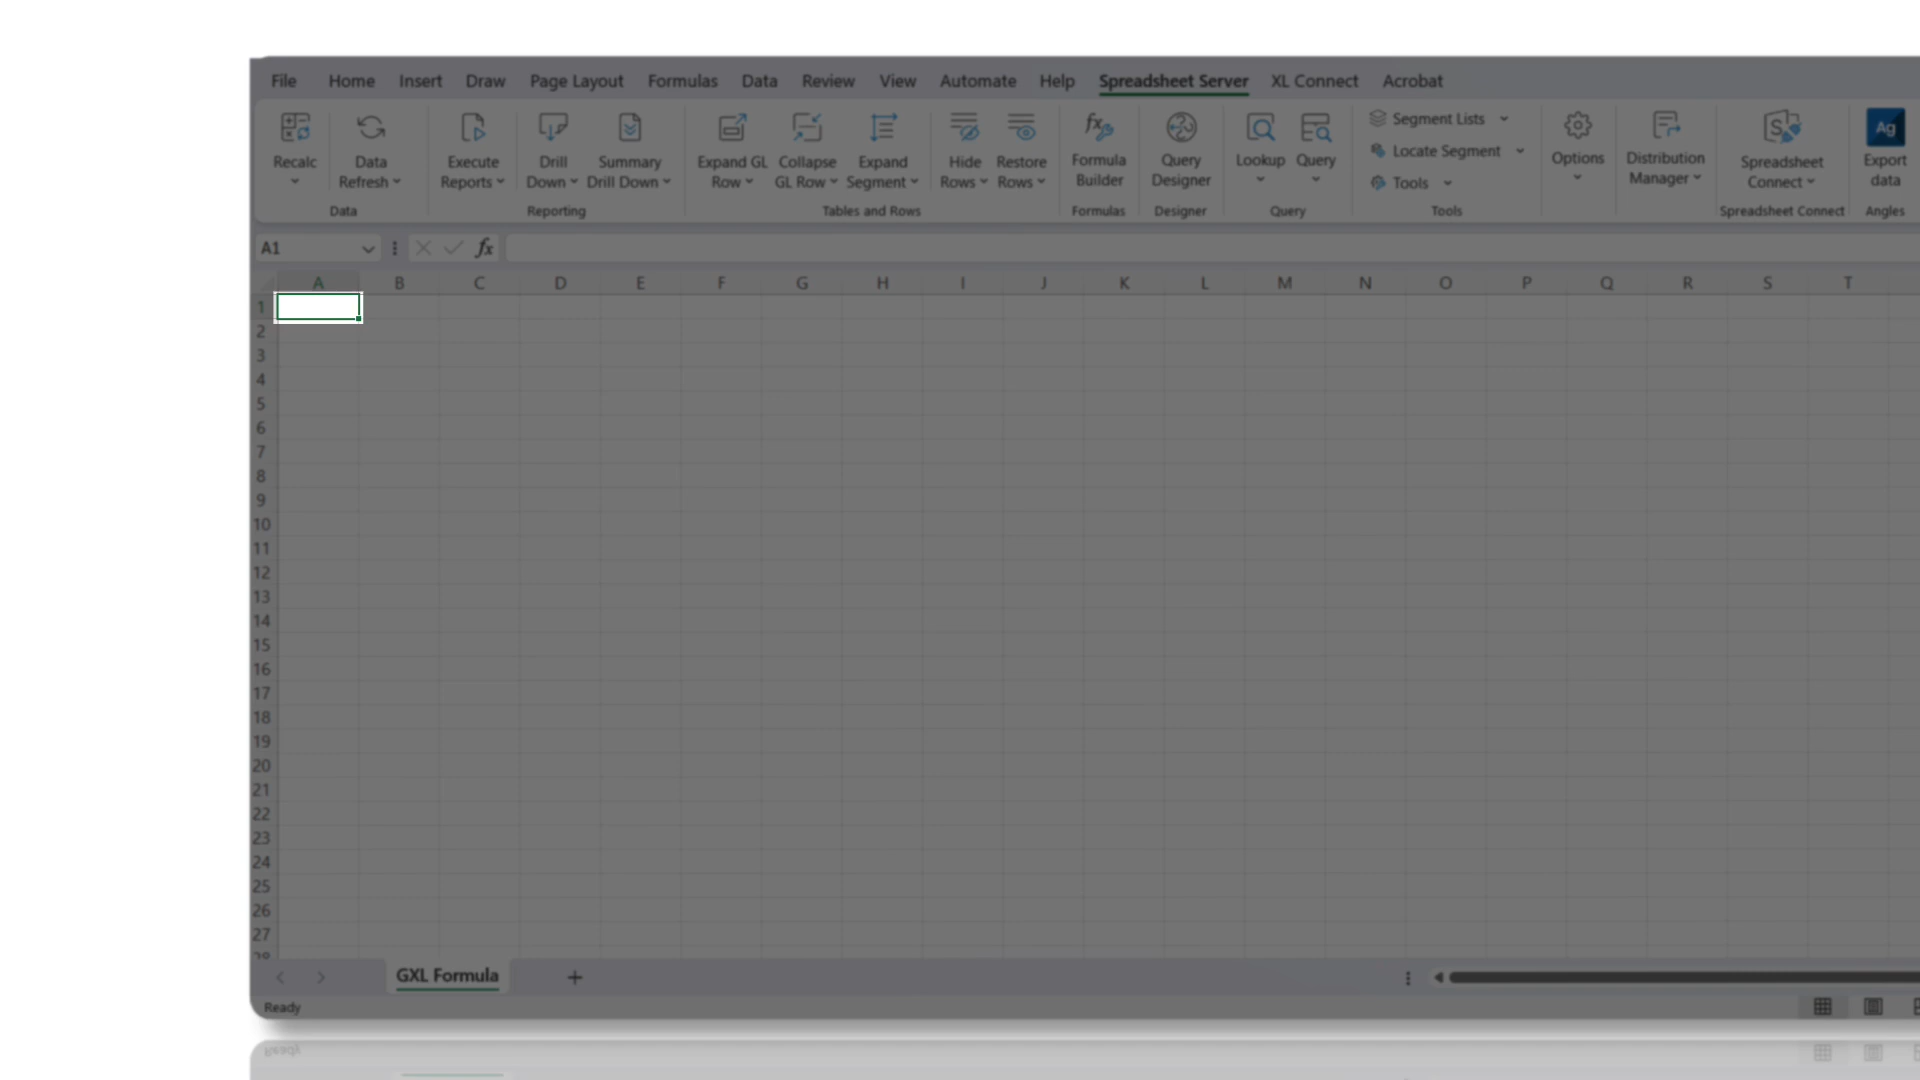 File Home Insert Draw Page Layout Formulas Data Review View Automate Help Spreadsheet Server XL Connect Acrobat
Recalc
Data Refresh
Execute Reports
Drill Down
Summary Drill Down
Expand GL Row
Collapse GL Row
Expand Segment
Hide Rows
Restore Rows
fx
Formula Builder
Query Designer
Lookup
Query
Segment Lists
Locate Segment
Tools
Options
Distribution Manager
S
Spreadsheet Connect
Ag
Export data
Data Reporting Tables and Rows Formulas Designer Query Tools Spreadsheet Connect Angles
A1 fx
A B C D E F G H I J K L M N O P Q R S T
1
2
3
4
5
6
7
8
9
10
11
12
13
14
15
16
17
18
19
20
21
22
23
24
25
26
27
28
GXL Formula
Ready